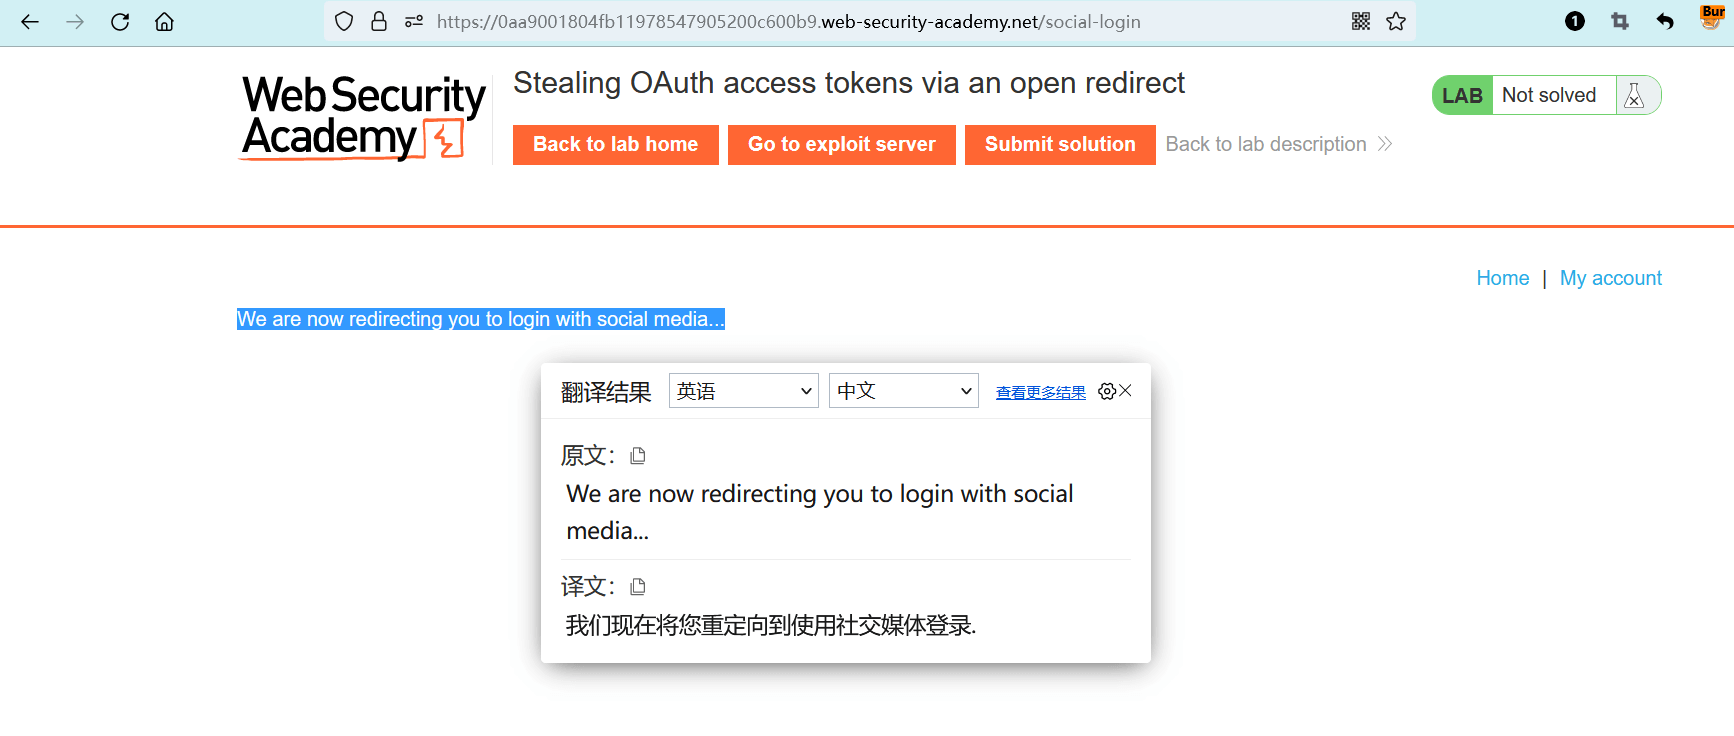 https://0aa9001804fb11978547905200c600b9.web-security-academy.net/social-login
1
Bur
WebSecurity
Academy
Stealing OAuth access tokens via an open redirect
LAB Not solved
Back to lab home Go to exploit server Submit solution Back to lab description
Home | My account
We are now redirecting you to login with social media...
翻译结果 英语 中文 查看更多结果
原文：
We are now redirecting you to login with social
media...
译文：
我们现在将您重定向到使用社交媒体登录.